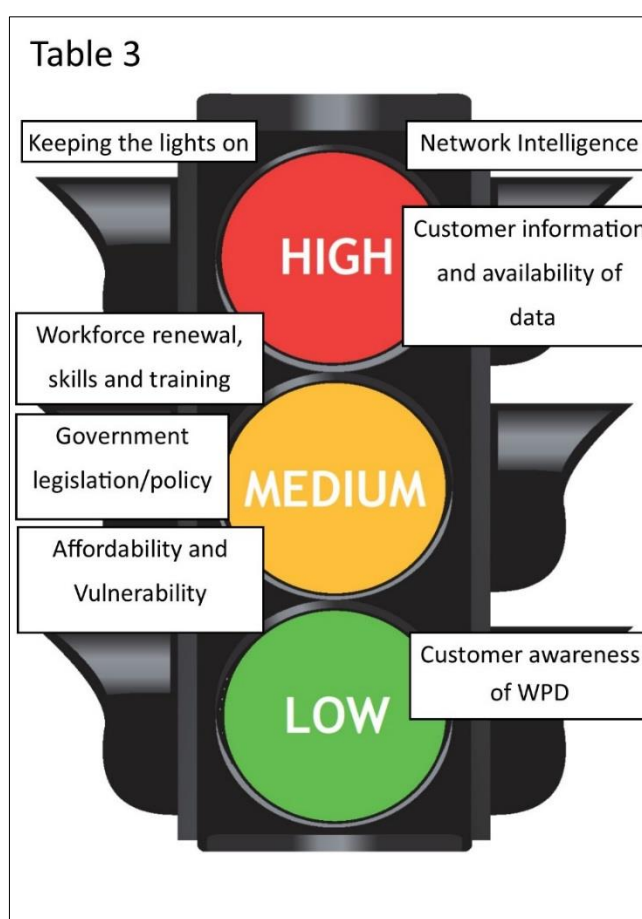 Table 3
Keeping the lights on
Network Intelligence
HIGH
Customer information
and availability of
data
Workforce renewal,
skills and training
Government
legislation/policy
MEDIUM
Affordability and
Vulnerability
Customer awareness
of WPD
LOW